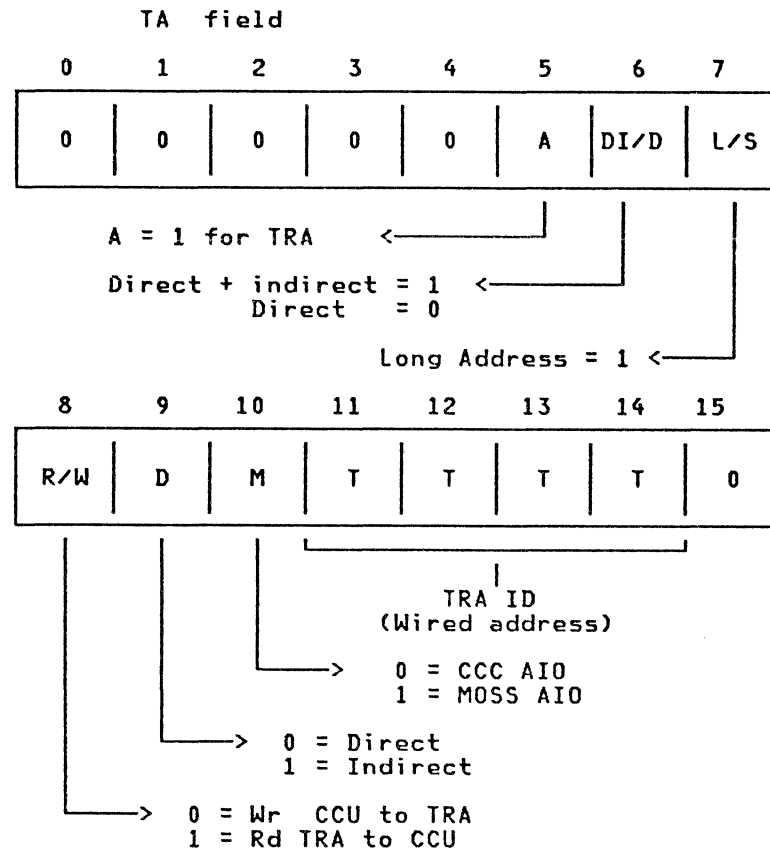 TA field
0 1 2 3 4 5 6 7
0 0 0 0 0 A DI/D L/S
A = 1 for TRA
Direct + indirect = 1
Direct = 0
Long Address = 1
8 9 10 11 12 13 14 15
R/W D M T T T T 0
TRA ID
(Wired address)
0 = CCC AIO
1 = MOSS AIO
0 = Direct
1 = Indirect
0 = Wr CCU to TRA
1 = Rd TRA to CCU